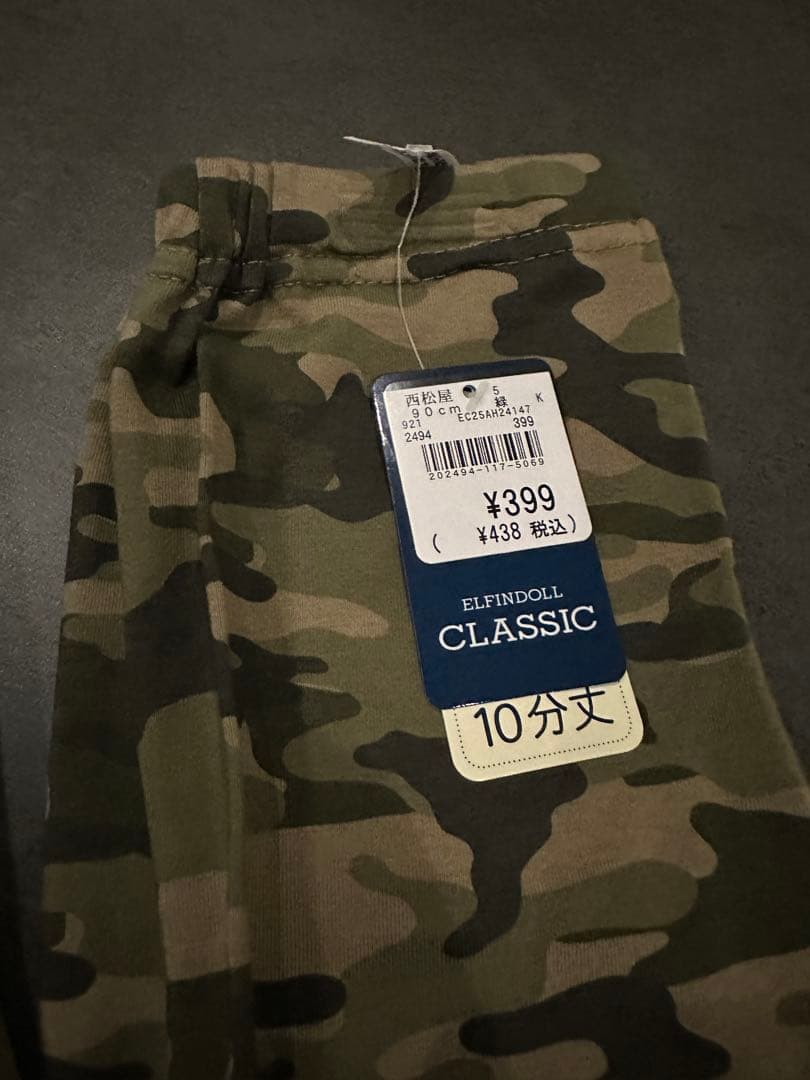 西松屋 5 K
90cm 緑
921 EC25AH24147
2494 399
202494-117-5069
¥399
( ¥438 税込)
ELFINDOLL
CLASSIC
10分丈